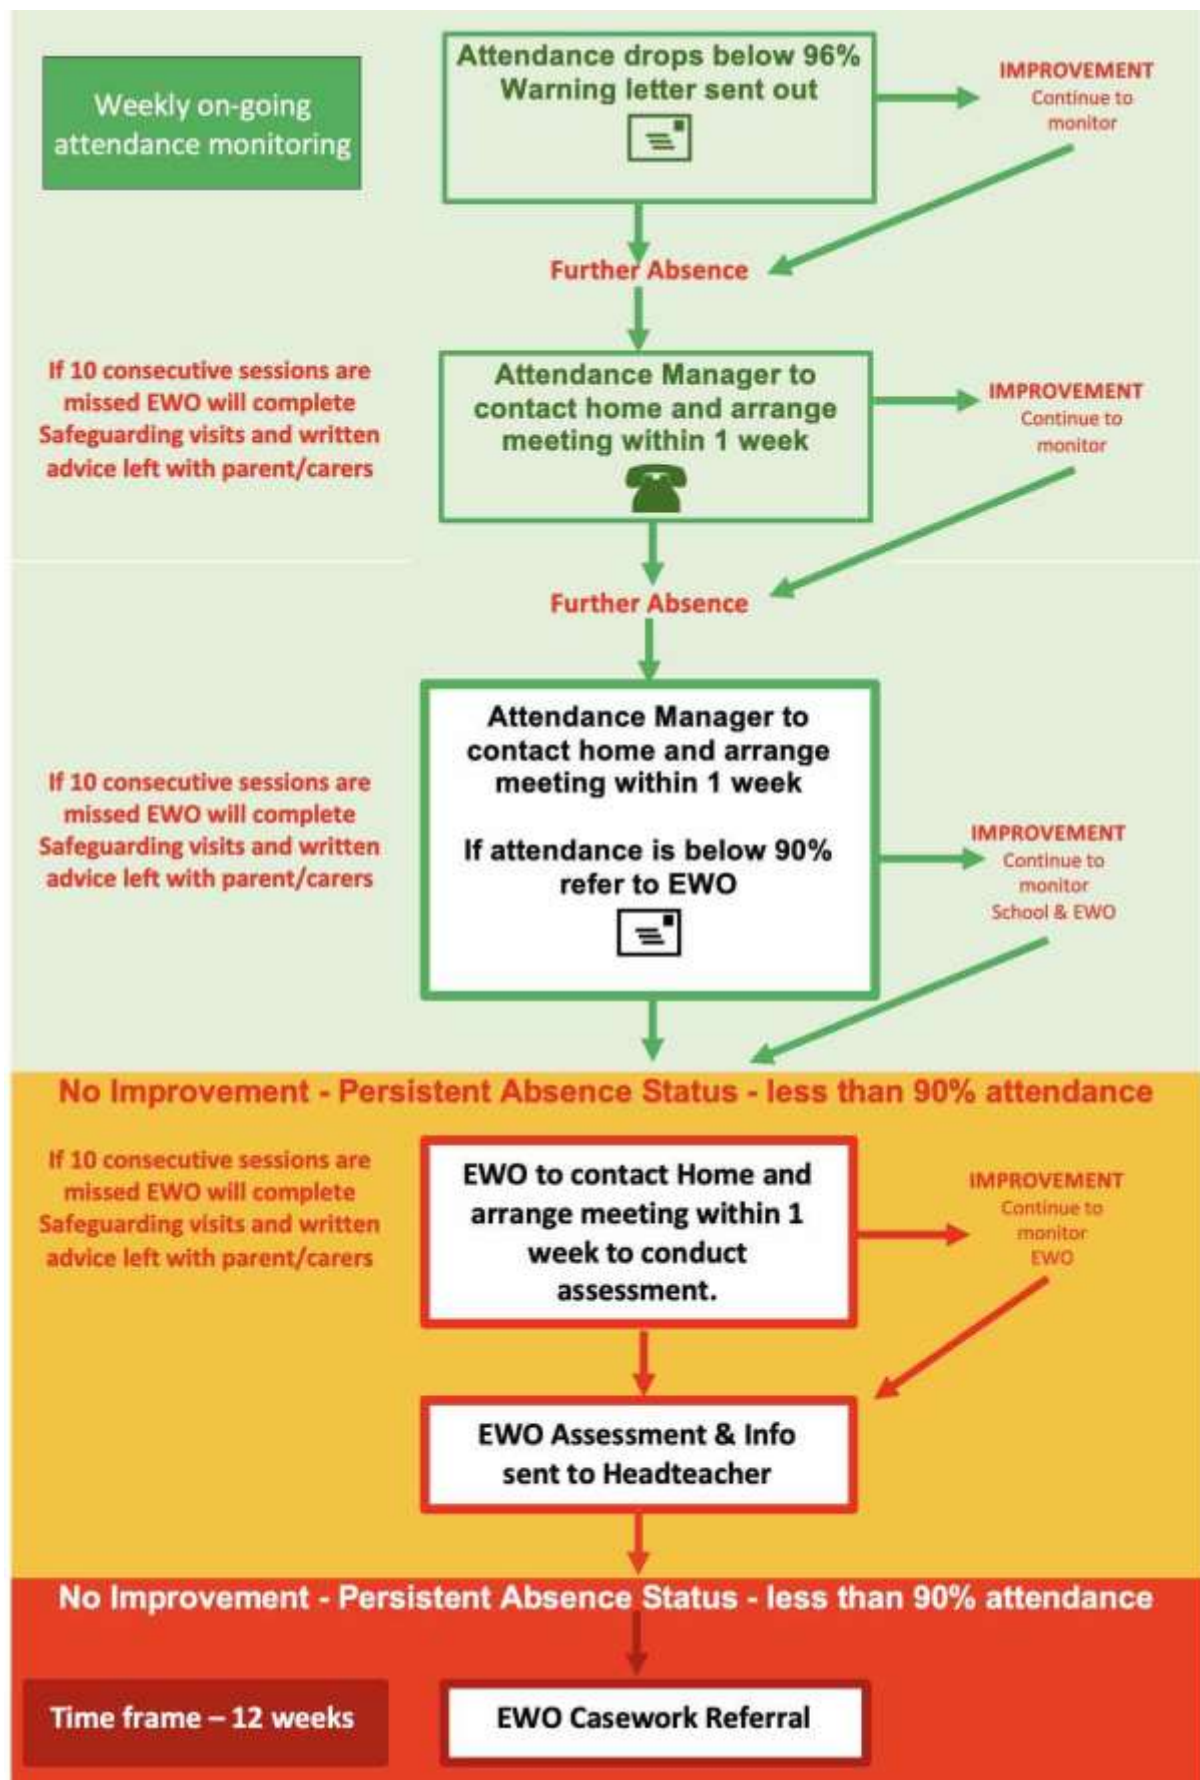 Weekly on-going
attendance monitoring
Attendance drops below 96%
Warning letter sent out
IMPROVEMENT
Continue to
monitor
Further Absence
If 10 consecutive sessions are
missed EWO will complete
Safeguarding visits and written
advice left with parent/carers
Attendance Manager to
contact home and arrange
meeting within 1 week
IMPROVEMENT
Continue to
monitor
Further Absence
If 10 consecutive sessions are
missed EWO will complete
Safeguarding visits and written
advice left with parent/carers
Attendance Manager to
contact home and arrange
meeting within 1 week
If attendance is below 90%
refer to EWO
IMPROVEMENT
Continue to
monitor
School & EWO
No Improvement - Persistent Absence Status - less than 90% attendance
If 10 consecutive sessions are
missed EWO will complete
Safeguarding visits and written
advice left with parent/carers
EWO to contact Home and
arrange meeting within 1
week to conduct
assessment.
IMPROVEMENT
Continue to
monitor
EWO
EWO Assessment & Info
sent to Headteacher
No Improvement - Persistent Absence Status - less than 90% attendance
Time frame – 12 weeks
EWO Casework Referral